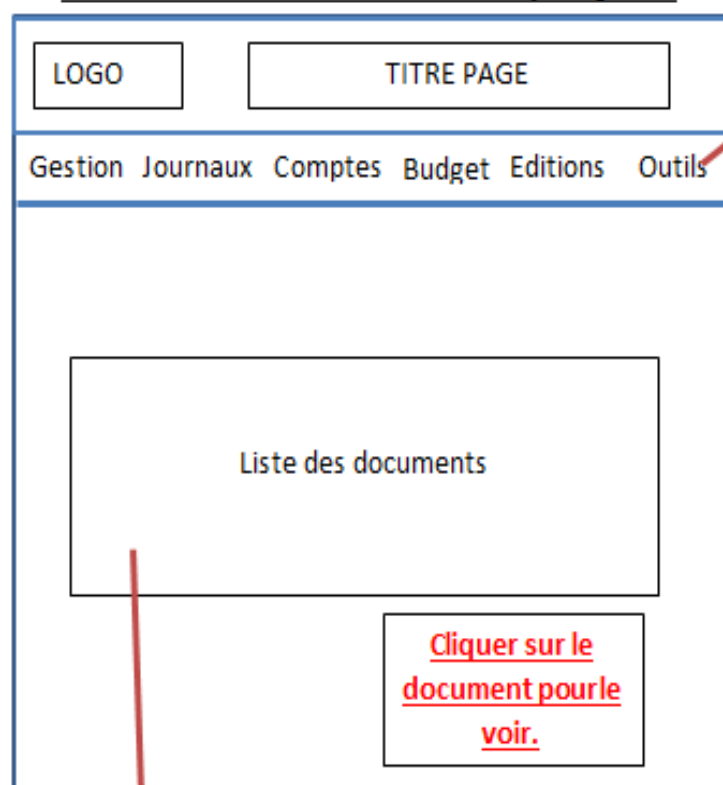 LOGO
TITRE PAGE
Gestion Journaux Comptes Budget Editions Outils
Liste des documents
Cliquer sur le
document pourle
voir.